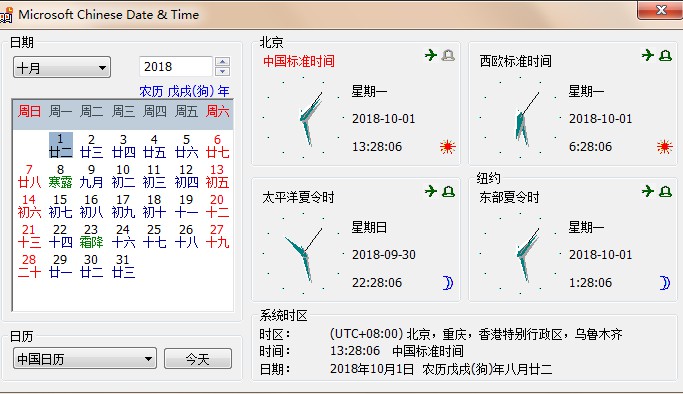 Microsoft Chinese Date & Time
日期
十月
2018
农历 戊戌(狗) 年
周日 周一 周二 周三 周四 周五 周六
1 2 3 4 5 6
廿二 廿三 廿四 廿五 廿六 廿七
7 8 9 10 11 12 13
廿八 寒露 九月 初二 初三 初四 初五
14 15 16 17 18 19 20
初六 初七 初八 初九 初十 十一 十二
21 22 23 24 25 26 27
十三 十四 霜降 十六 十七 十八 十九
28 29 30 31
二十 廿一 廿二 廿三
日历
中国日历
今天
北京
中国标准时间
星期一
2018-10-01
13:28:06
西欧标准时间
星期一
2018-10-01
6:28:06
太平洋夏令时
星期日
2018-09-30
22:28:06
纽约
东部夏令时
星期一
2018-10-01
1:28:06
系统时区
时区： (UTC+08:00) 北京，重庆，香港特别行政区，乌鲁木齐
时间： 13:28:06 中国标准时间
日期： 2018年10月1日 农历戊戌(狗)年八月廿二